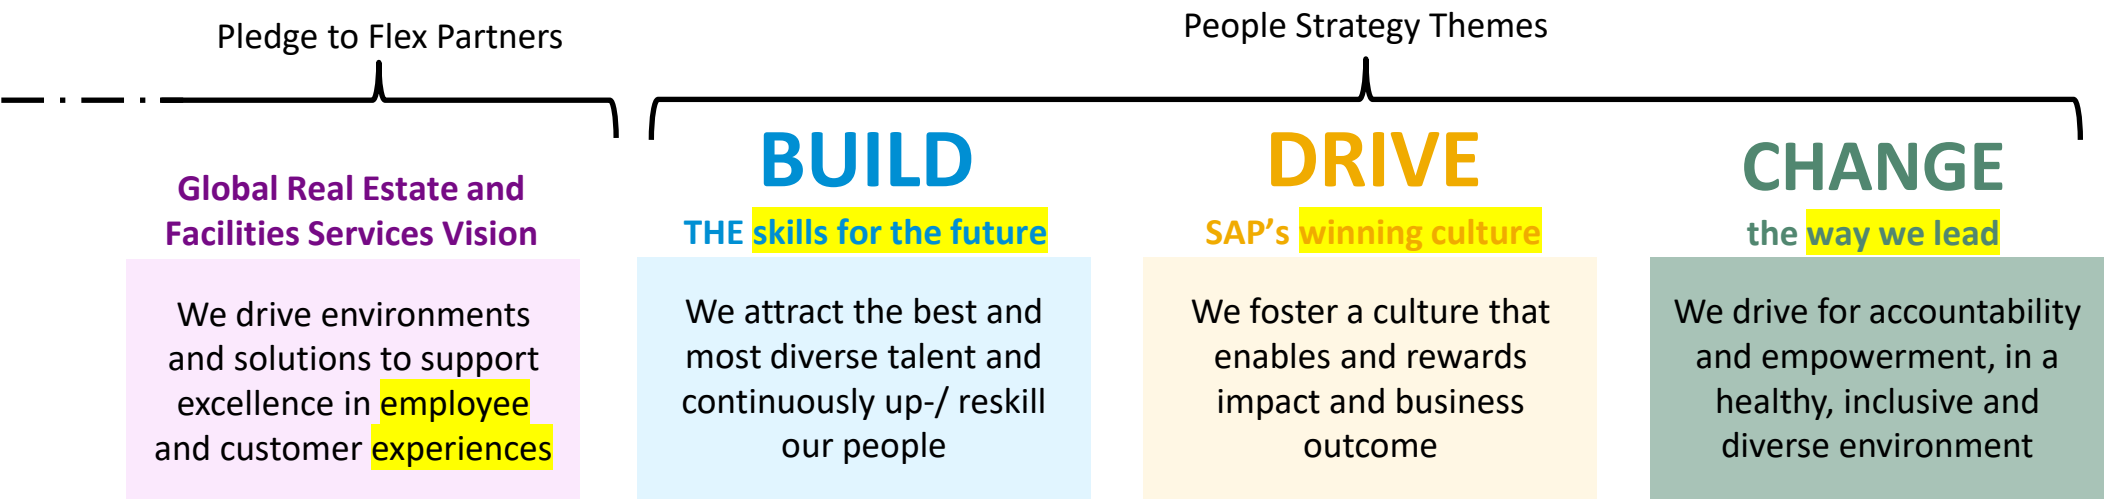 Pledge to Flex Partners
People Strategy Themes
Global Real Estate and
Facilities Services Vision
We drive environments
and solutions to support
excellence in employee
and customer experiences
BUILD
THE skills for the future
We attract the best and
most diverse talent and
continuously up-/ reskill
our people
DRIVE
SAP’s winning culture
We foster a culture that
enables and rewards
impact and business
outcome
CHANGE
the way we lead
We drive for accountability
and empowerment, in a
healthy, inclusive and
diverse environment